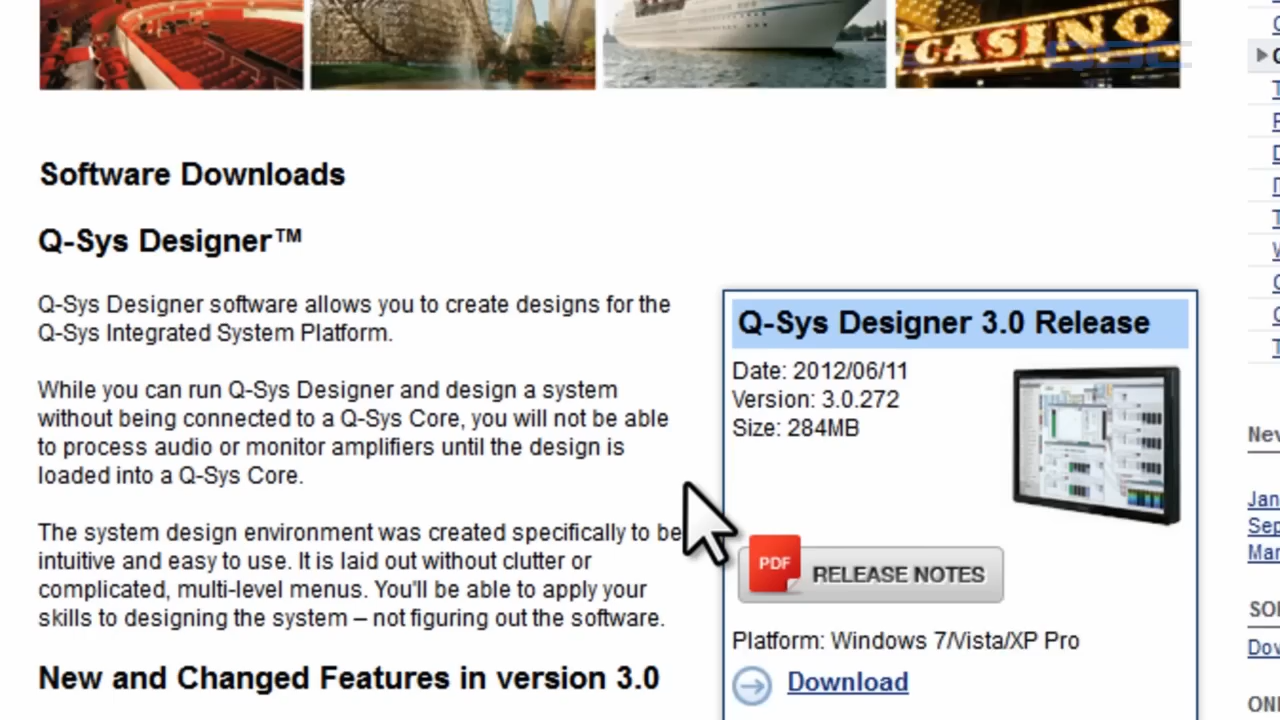 CASINO
QSC
Software Downloads
Q-Sys Designer™
Q-Sys Designer software allows you to create designs for the
Q-Sys Integrated System Platform.
While you can run Q-Sys Designer and design a system
without being connected to a Q-Sys Core, you will not be able
to process audio or monitor amplifiers until the design is
loaded into a Q-Sys Core.
The system design environment was created specifically to be
intuitive and easy to use. It is laid out without clutter or
complicated, multi-level menus. You'll be able to apply your
skills to designing the system – not figuring out the software.
New and Changed Features in version 3.0
Q-Sys Designer 3.0 Release
Date: 2012/06/11
Version: 3.0.272
Size: 284MB
PDF
RELEASE NOTES
Platform: Windows 7/Vista/XP Pro
Download
Jan
Sep
Mar